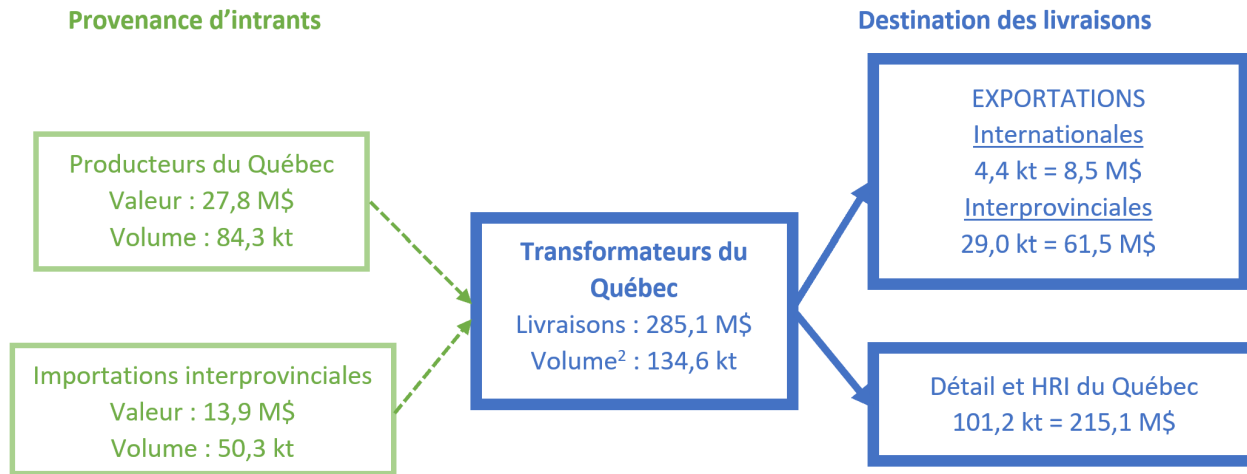 Provenance d’intrants
Destination des livraisons
Producteurs du Québec
Valeur : 27,8 M$
Volume : 84,3 kt
Importations interprovinciales
Valeur : 13,9 M$
Volume : 50,3 kt
Transformateurs du
Québec
Livraisons : 285,1 M$
Volume² : 134,6 kt
EXPORTATIONS
Internationales
4,4 kt = 8,5 M$
Interprovinciales
29,0 kt = 61,5 M$
Détail et HRI du Québec
101,2 kt = 215,1 M$